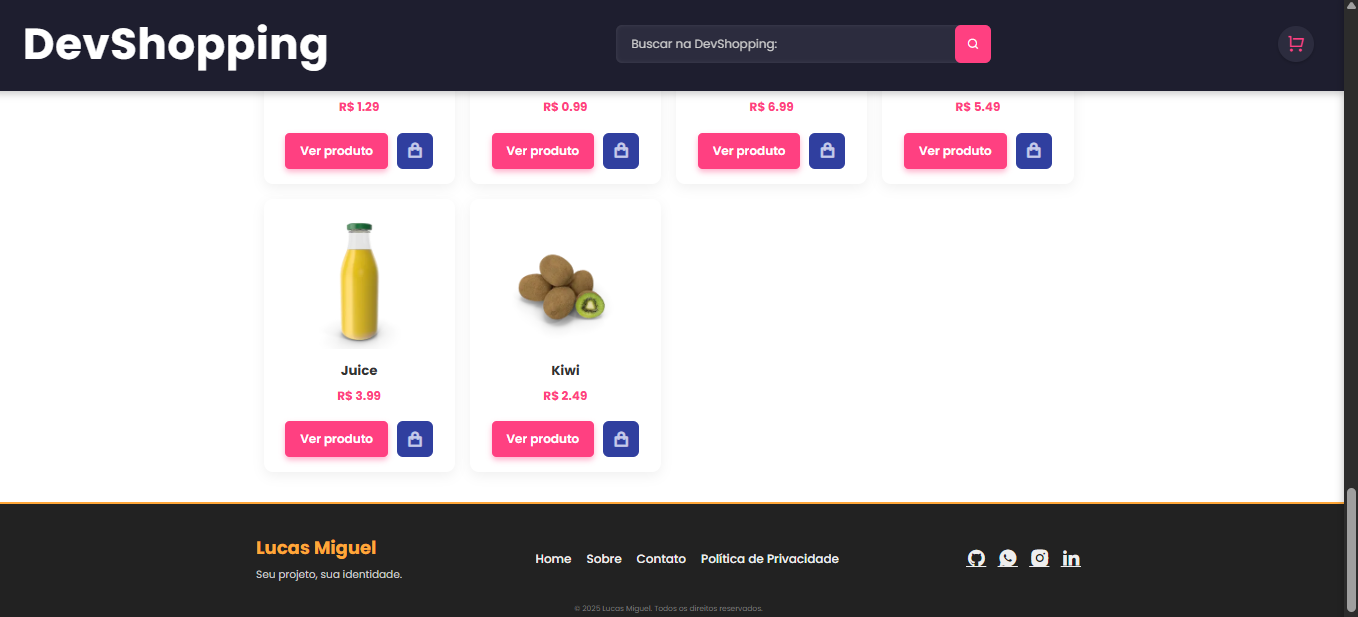 DevShopping
Buscar na DevShopping:
R$ 1.29
R$ 0.99
R$ 6.99
R$ 5.49
Ver produto
Ver produto
Ver produto
Ver produto
Juice
Kiwi
R$ 3.99
R$ 2.49
Ver produto
Ver produto
Lucas Miguel
Seu projeto, sua identidade.
Home Sobre Contato Política de Privacidade
© 2025 Lucas Miguel. Todos os direitos reservados.